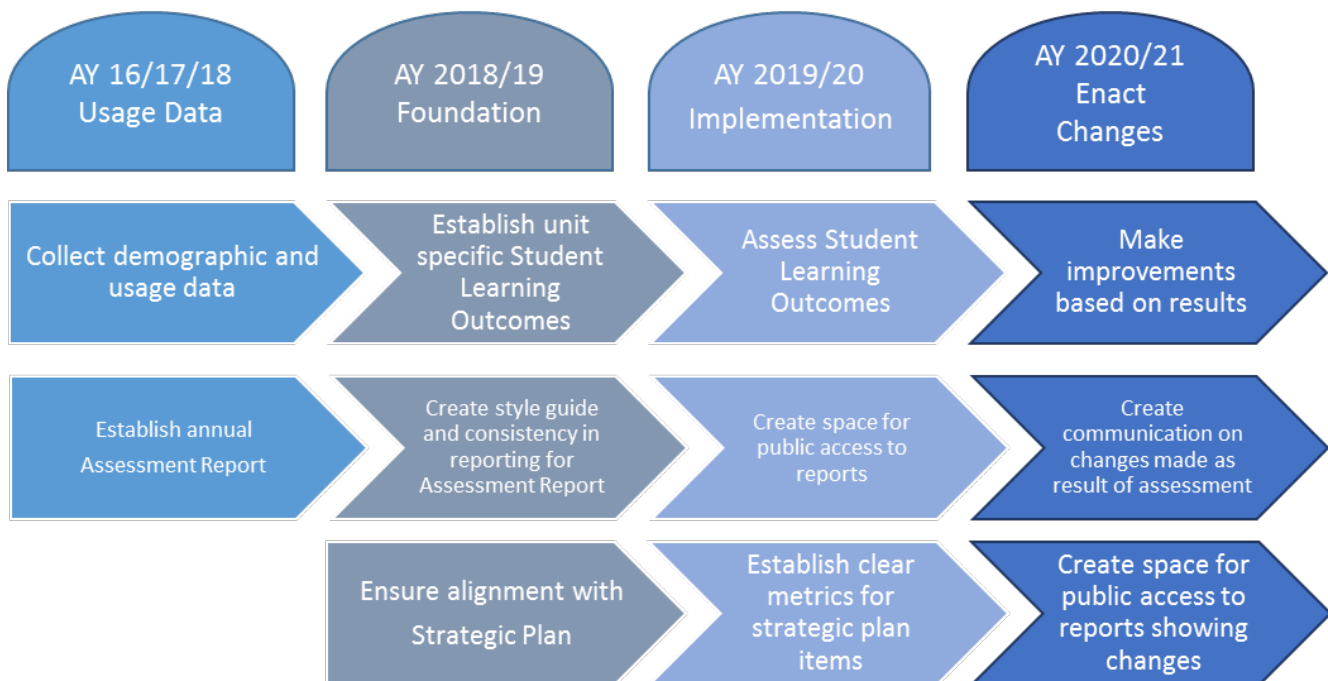 AY 16/17/18
Usage Data
AY 2018/19
Foundation
AY 2019/20
Implementation
AY 2020/21
Enact
Changes
Collect demographic and
usage data
Establish unit
specific Student
Learning
Outcomes
Assess Student
Learning
Outcomes
Make
improvements
based on results
Establish annual
Assessment Report
Create style guide
and consistency in
reporting for
Assessment Report
Create space for
public access to
reports
Create
communication on
changes made as
result of assessment
Ensure alignment with
Strategic Plan
Establish clear
metrics for
strategic plan
items
Create space for
public access to
reports showing
changes